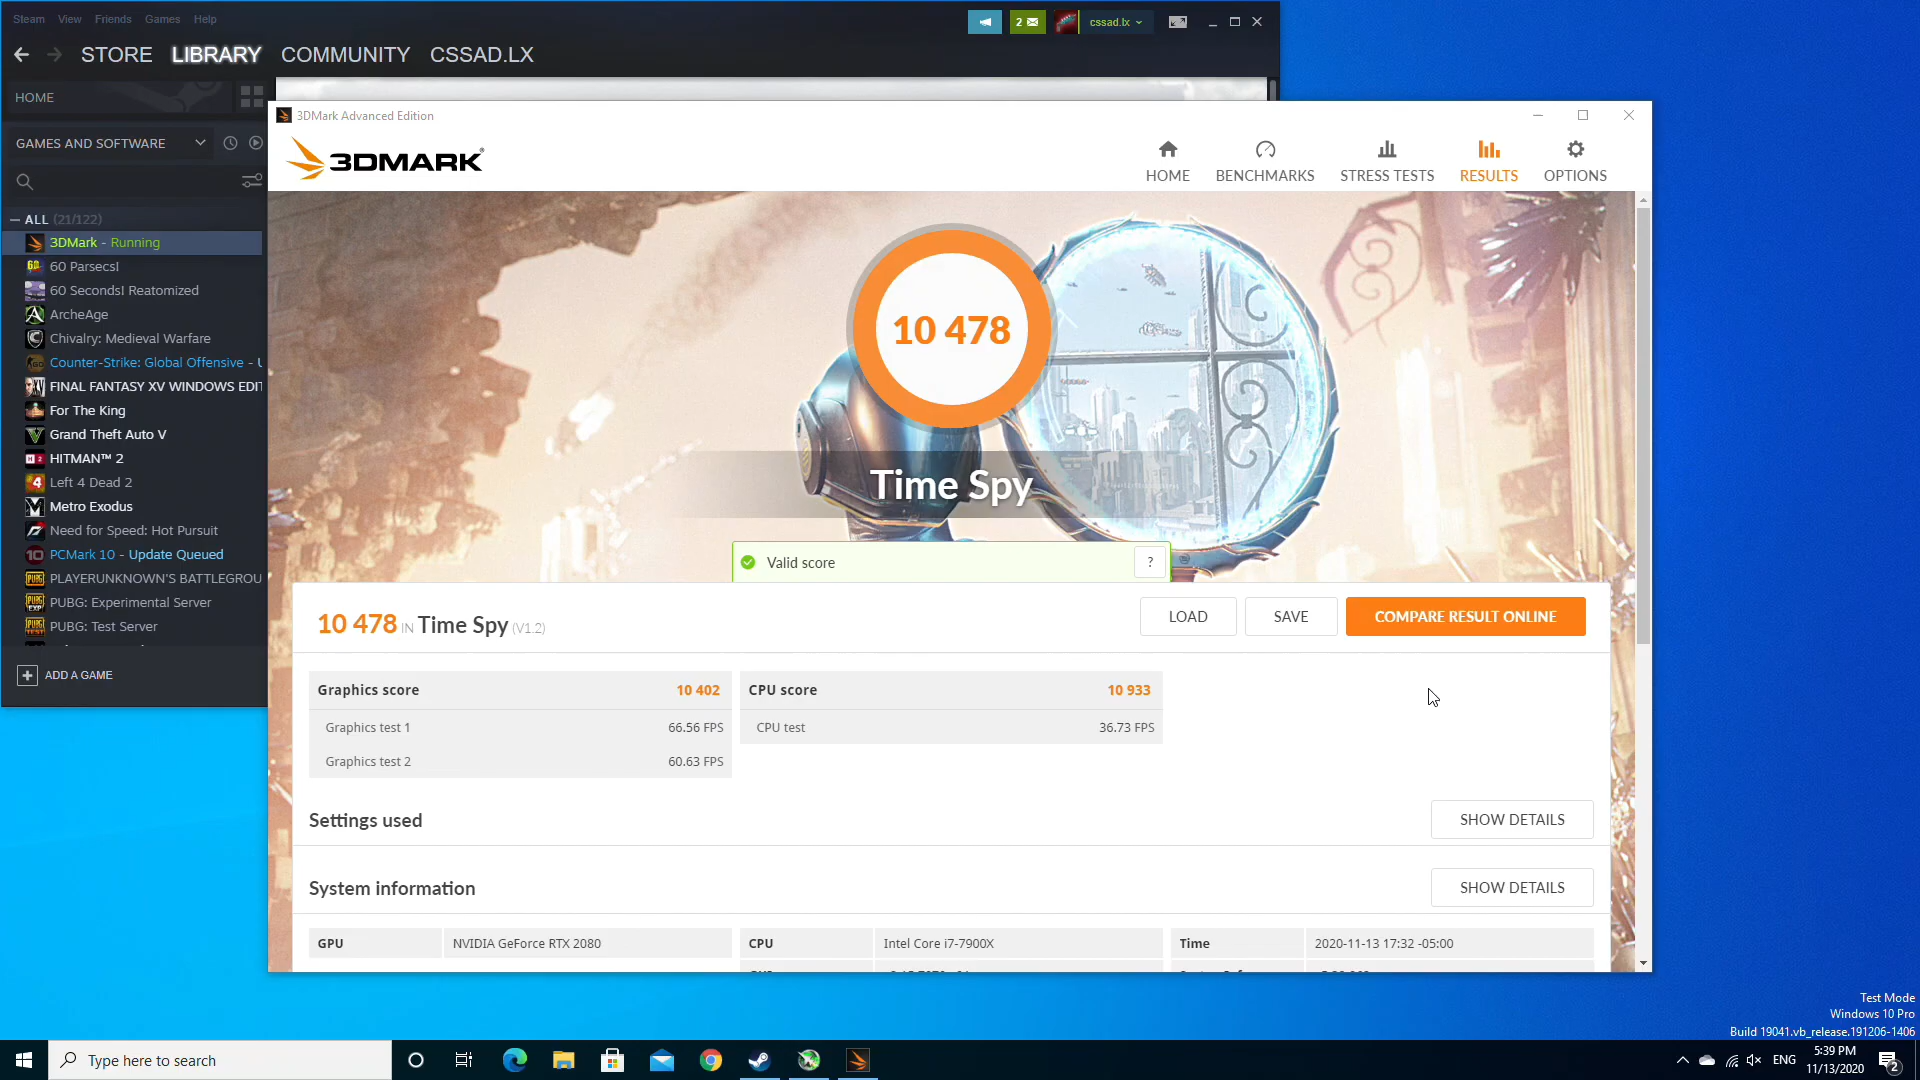 Steam View Friends Games Help
2
cssad.lx
STORE LIBRARY COMMUNITY CSSAD.LX
HOME
GAMES AND SOFTWARE
ALL (21/122)
3DMark - Running
60 Parsecs!
60 Seconds! Reatomized
ArcheAge
Chivalry: Medieval Warfare
Counter-Strike: Global Offensive - U
FINAL FANTASY XV WINDOWS EDIT
For The King
Grand Theft Auto V
HITMAN™ 2
Left 4 Dead 2
Metro Exodus
Need for Speed: Hot Pursuit
PCMark 10 - Update Queued
PLAYERUNKNOWN'S BATTLEGROU
PUBG: Experimental Server
PUBG: Test Server
ADD A GAME
3DMark Advanced Edition
3DMARK
HOME BENCHMARKS STRESS TESTS RESULTS OPTIONS
10 478
Time Spy
Valid score ?
10 478 IN Time Spy (V1.2)
LOAD SAVE COMPARE RESULT ONLINE
Graphics score 10 402
Graphics test 1 66.56 FPS
Graphics test 2 60.63 FPS
CPU score 10 933
CPU test 36.73 FPS
Settings used SHOW DETAILS
System information SHOW DETAILS
GPU NVIDIA GeForce RTX 2080 CPU Intel Core i7-7900X Time 2020-11-13 17:32 -05:00
Test Mode
Windows 10 Pro
Build 19041.vb_release.191206-1406
Type here to search
ENG
5:39 PM
11/13/2020
2